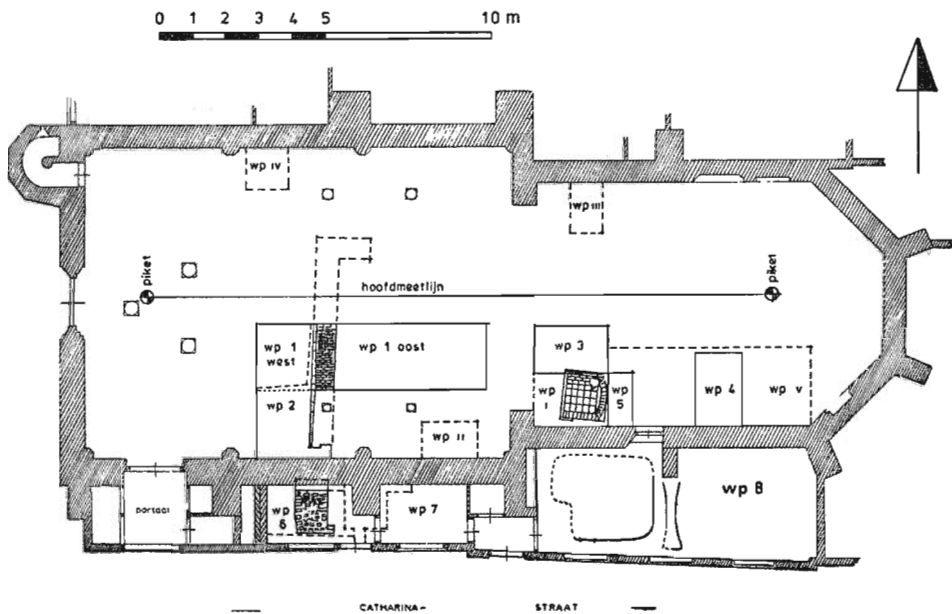 0 1 2 3 4 5 10 m
wp IV
wp III
piket
piket
hoofdmeetlijn
wp 1
west
wp 1 oost
wp 3
wp 2
wp
I
wp
5
wp 4
wp V
wp II
portaal
wp
6
wp 7
wp 8
CATHARINA- STRAAT